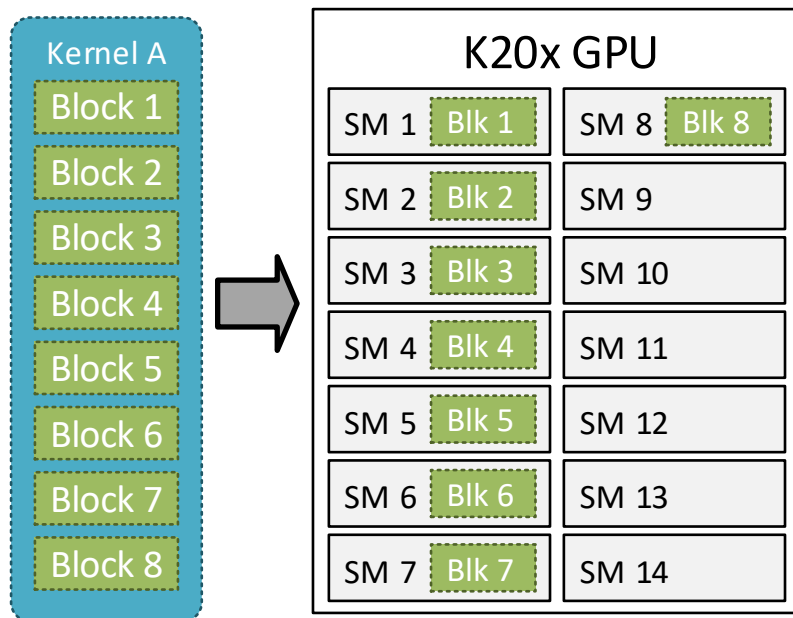 Kernel A
Block 1
Block 2
Block 3
Block 4
Block 5
Block 6
Block 7
Block 8
K20x GPU
SM 1 Blk 1
SM 2 Blk 2
SM 3 Blk 3
SM 4 Blk 4
SM 5 Blk 5
SM 6 Blk 6
SM 7 Blk 7
SM 8 Blk 8
SM 9
SM 10
SM 11
SM 12
SM 13
SM 14